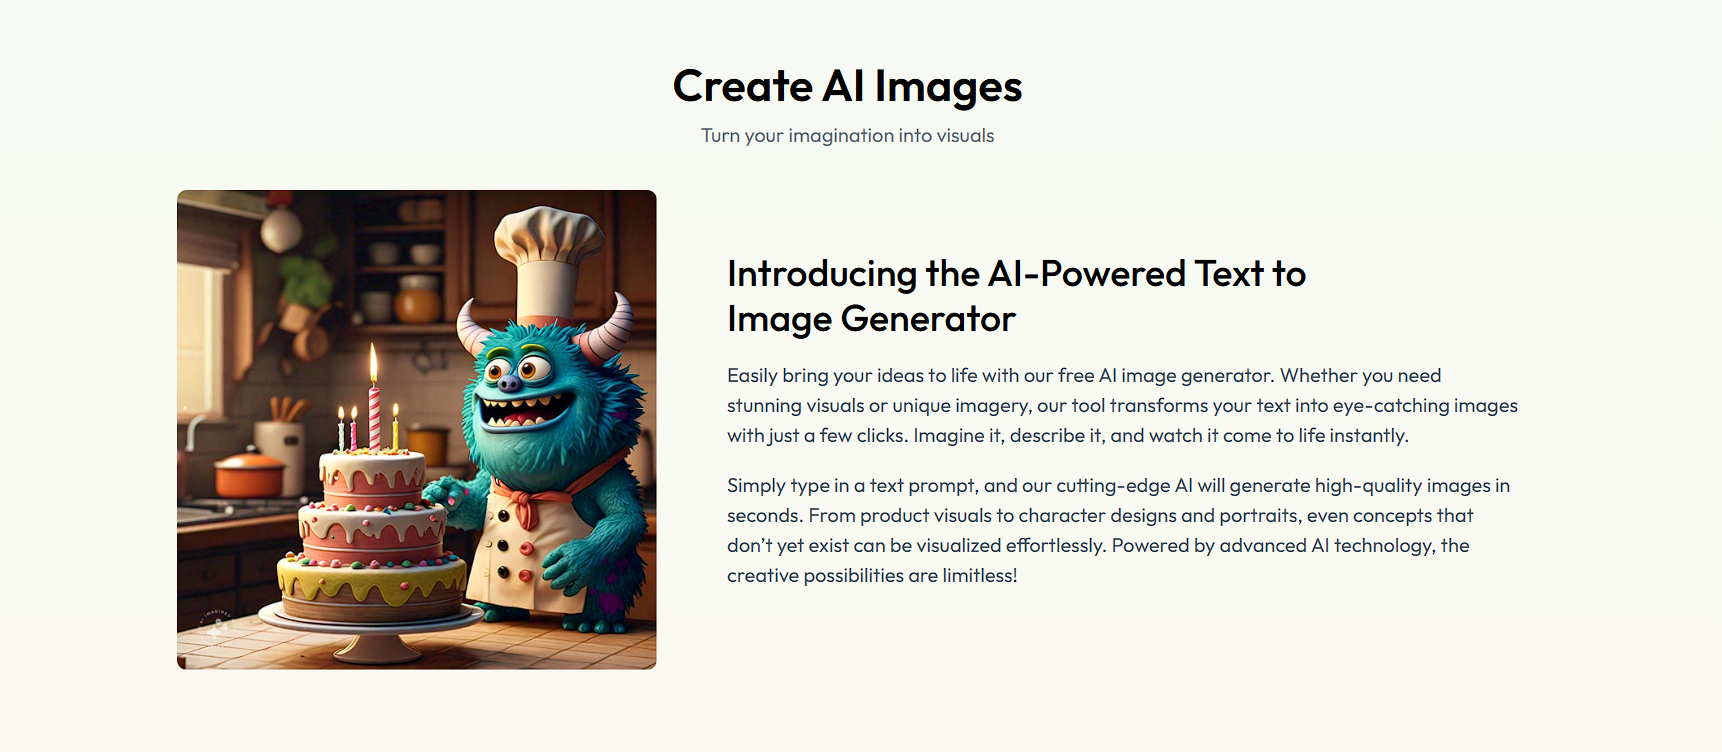 Create AI Images
Turn your imagination into visuals
Introducing the AI-Powered Text to
Image Generator
Easily bring your ideas to life with our free AI image generator. Whether you need
stunning visuals or unique imagery, our tool transforms your text into eye-catching images
with just a few clicks. Imagine it, describe it, and watch it come to life instantly.
Simply type in a text prompt, and our cutting-edge AI will generate high-quality images in
seconds. From product visuals to character designs and portraits, even concepts that
don’t yet exist can be visualized effortlessly. Powered by advanced AI technology, the
creative possibilities are limitless!